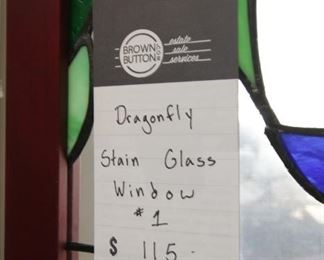 BROWN
BUTTON
estate
sale
services
Dragonfly
Stain Glass
Window
#1
$ 115.